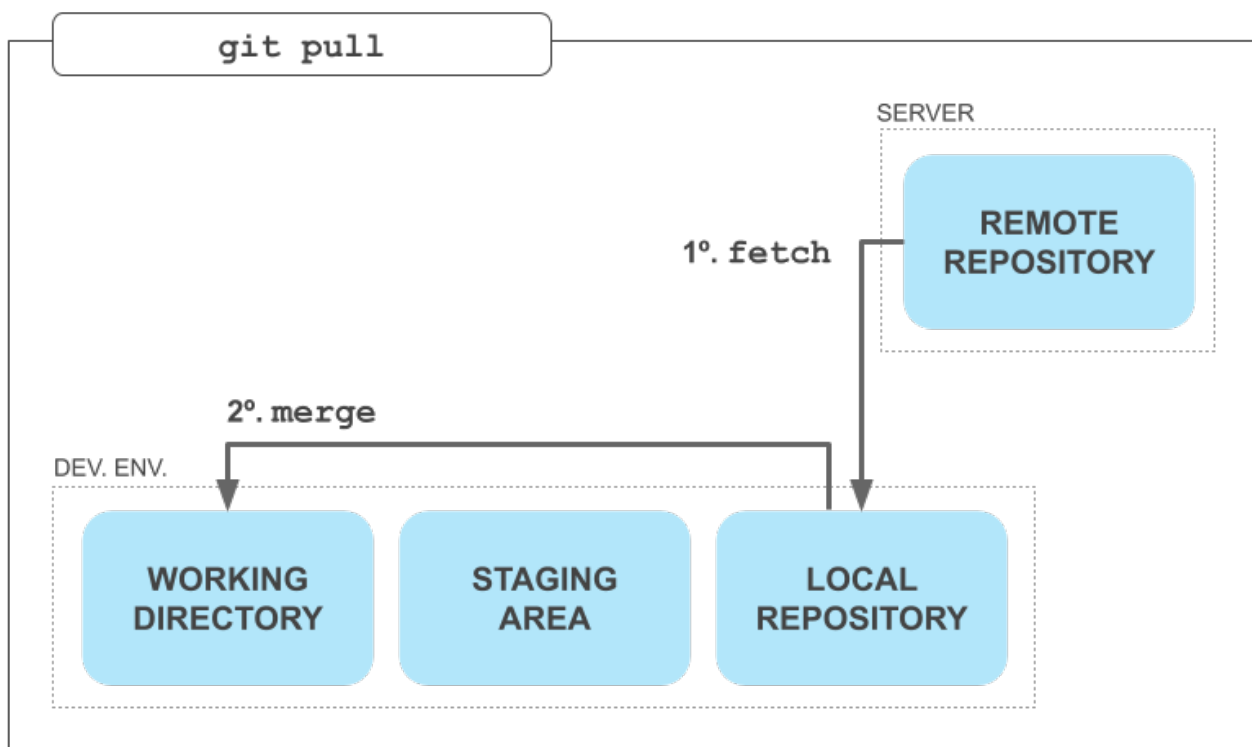 git pull
SERVER
REMOTE
REPOSITORY
1º. fetch
2º. merge
DEV. ENV.
WORKING
DIRECTORY
STAGING
AREA
LOCAL
REPOSITORY